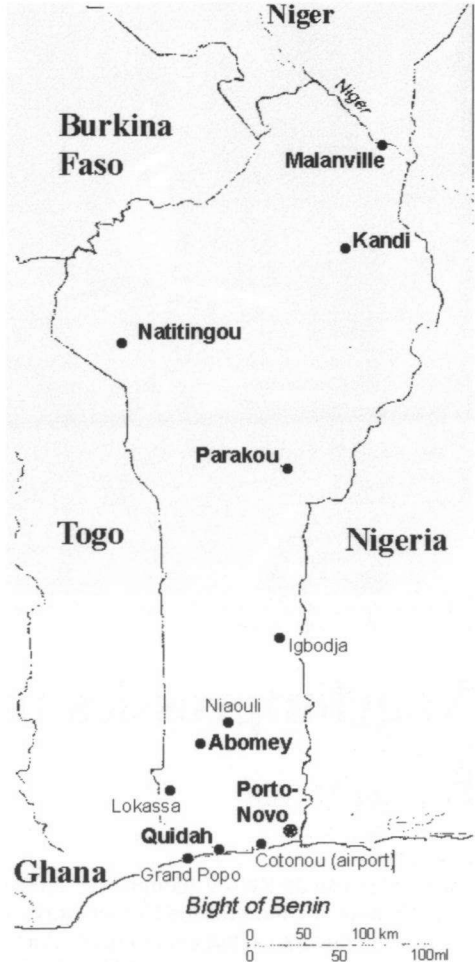 Niger
Niger
Burkina
Faso
Malanville
Kandi
Natitingou
Parakou
Togo
Nigeria
Igbodja
Niaouli
Abomey
Lokassa
Porto-
Novo
Quidah
Cotonou (airport)
Ghana
Grand Popo
Bight of Benin
0 50 100 km
0 50 100ml